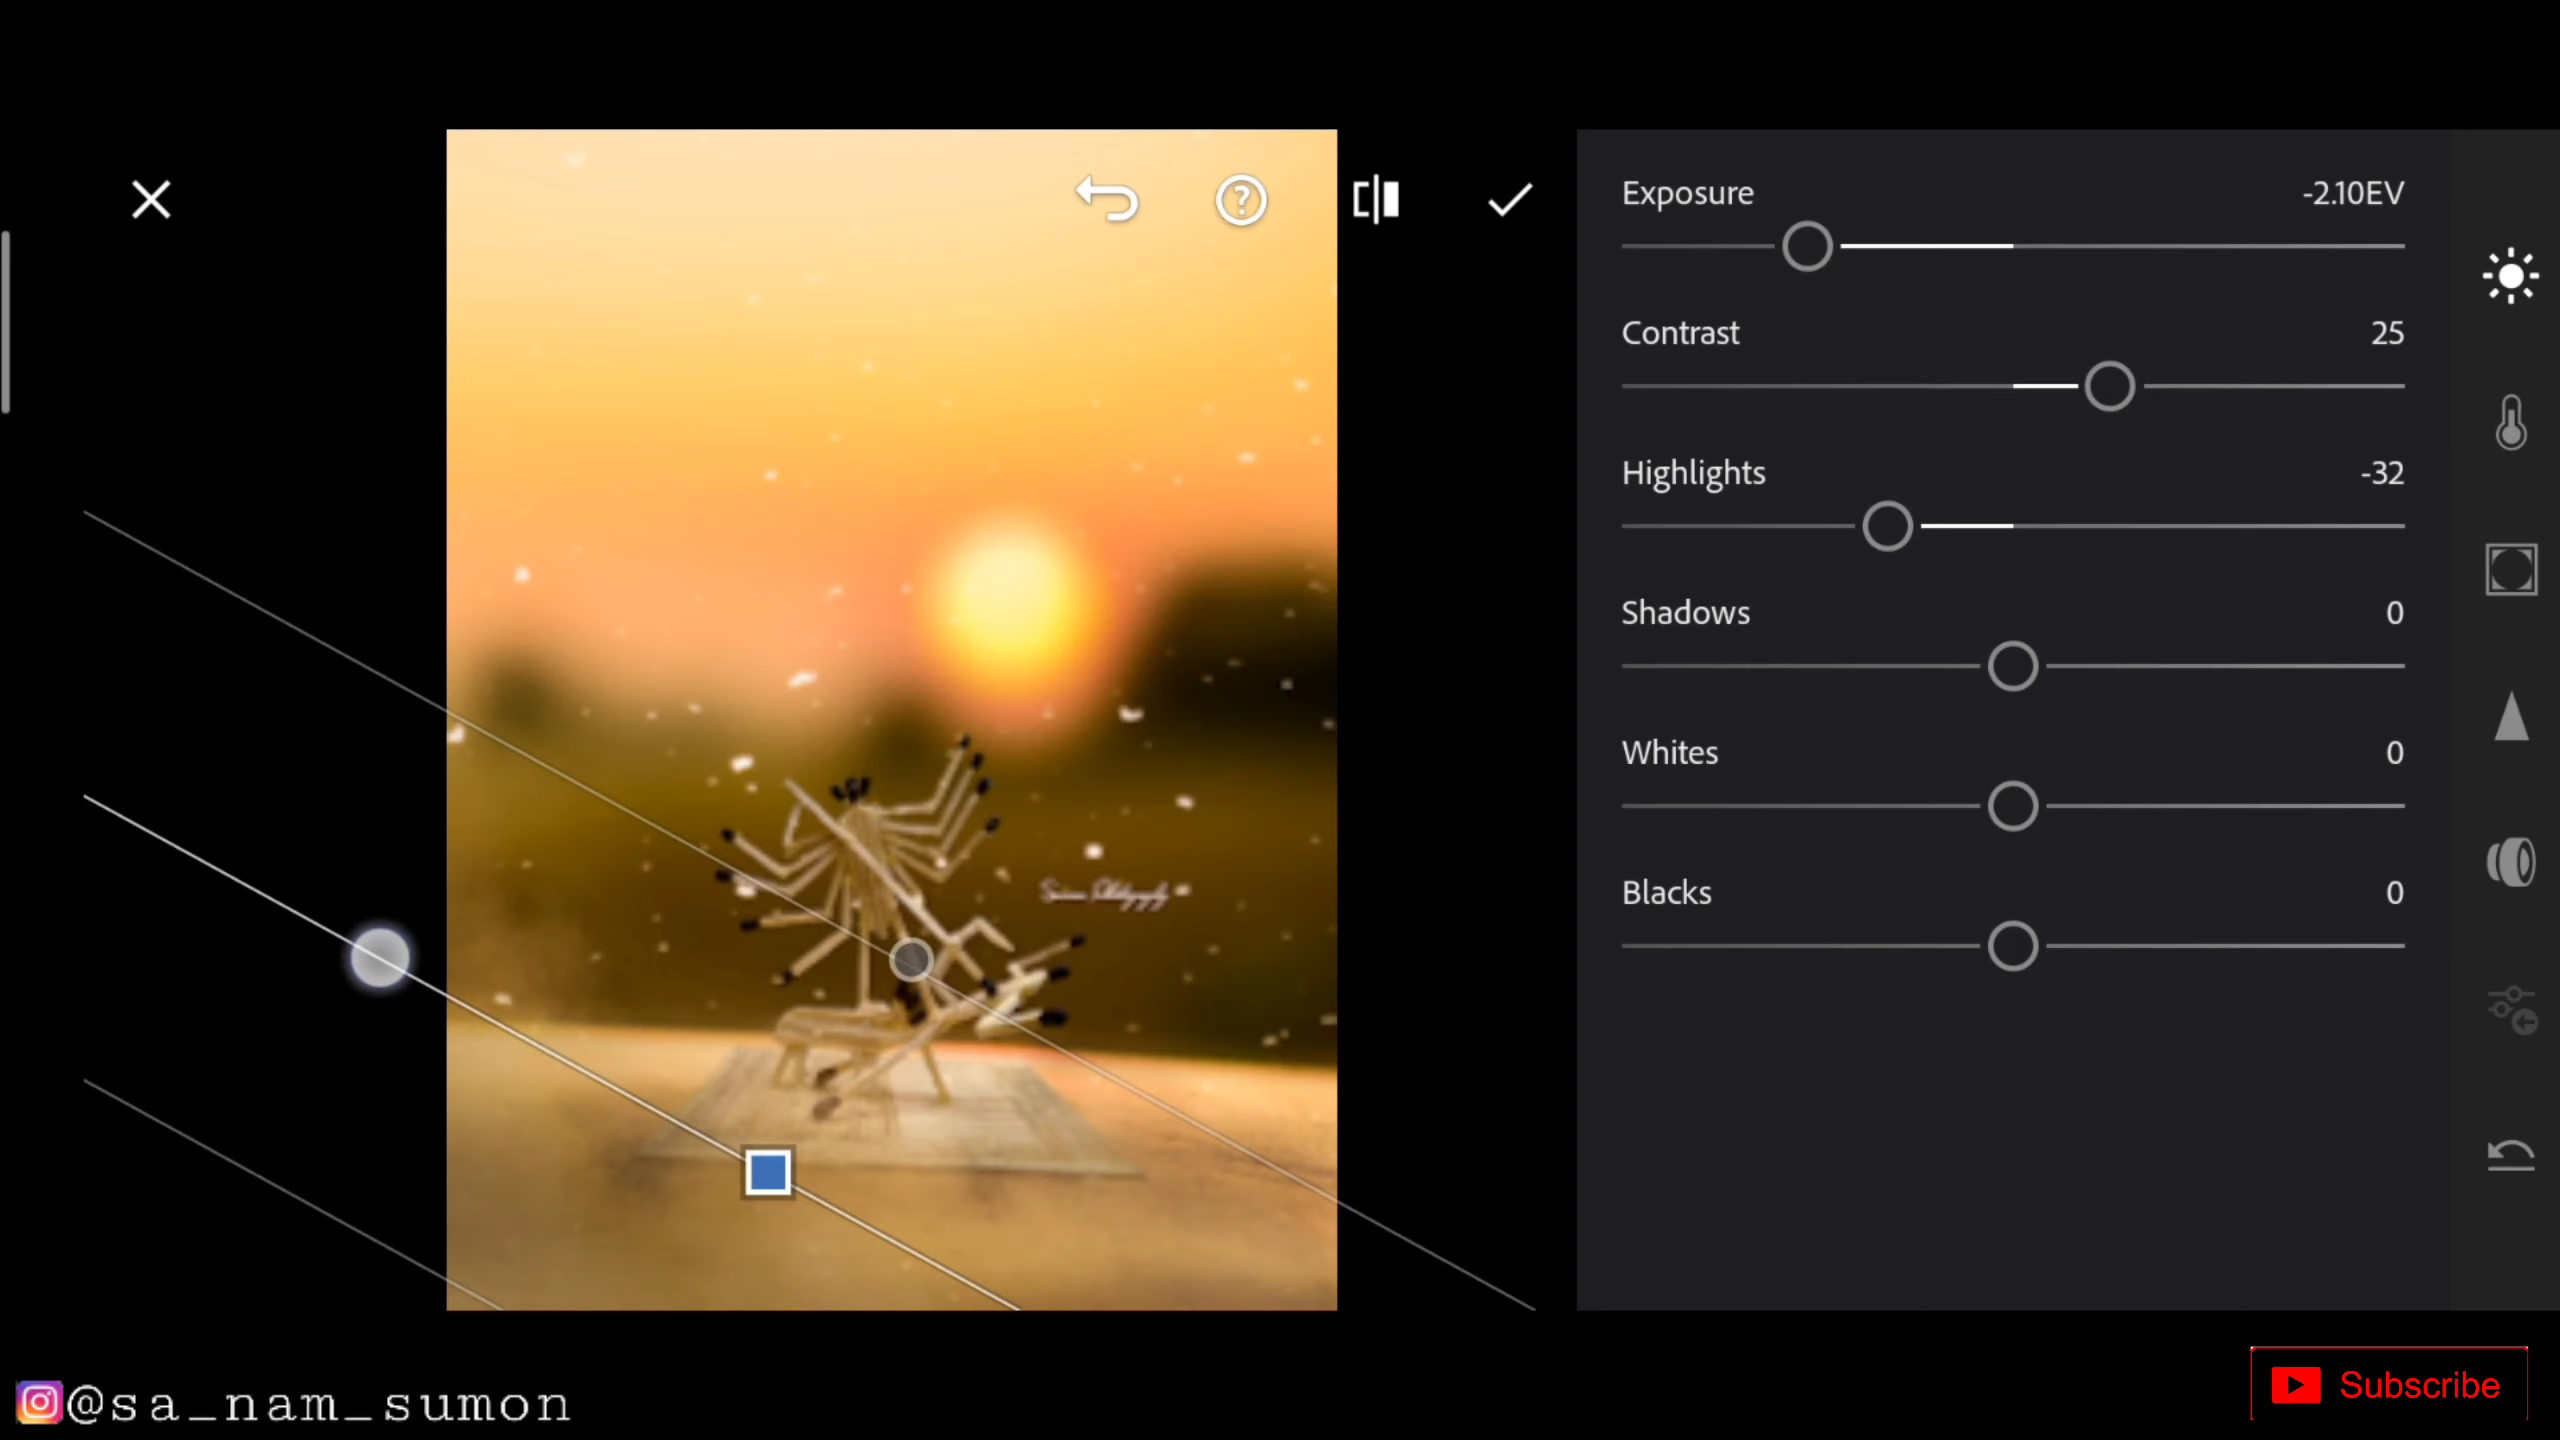 Exposure -2.10EV
Contrast 25
Highlights -32
Shadows 0
Whites 0
Blacks 0
@sa_nam_sumon
Subscribe